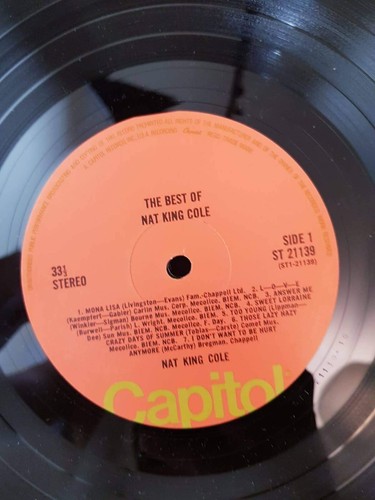 THE BEST OF
NAT KING COLE
33⅓
STEREO
SIDE 1
ST 21139
(ST1-21139)
1. MONA LISA (Livingston—Evans) Fam.-Chappell Ltd. 2. L—O—V—E
(Kaempfert—Gabler) Carlin Mus. Corp. Mecolico. BIEM. NCB. 3. ANSWER ME
(Winkler—Sigman) Bourne Mus. Mecolico. BIEM. NCB. 4. SWEET LORRAINE
(Burwell—Parish) L. Wright. Mecolico. BIEM. NCB. 5. TOO YOUNG (Lippman—
Dee) Sun Mus. BIEM. NCB. Mecolico. F. Day. 6. THOSE LAZY HAZY
CRAZY DAYS OF SUMMER (Tobias—Carste) Comet Mus.
Mecolico. BIEM. NCB. 7. I DON'T WANT TO BE HURT
ANYMORE (McCarthy) Bregman. Chappell
NAT KING COLE
Capitol